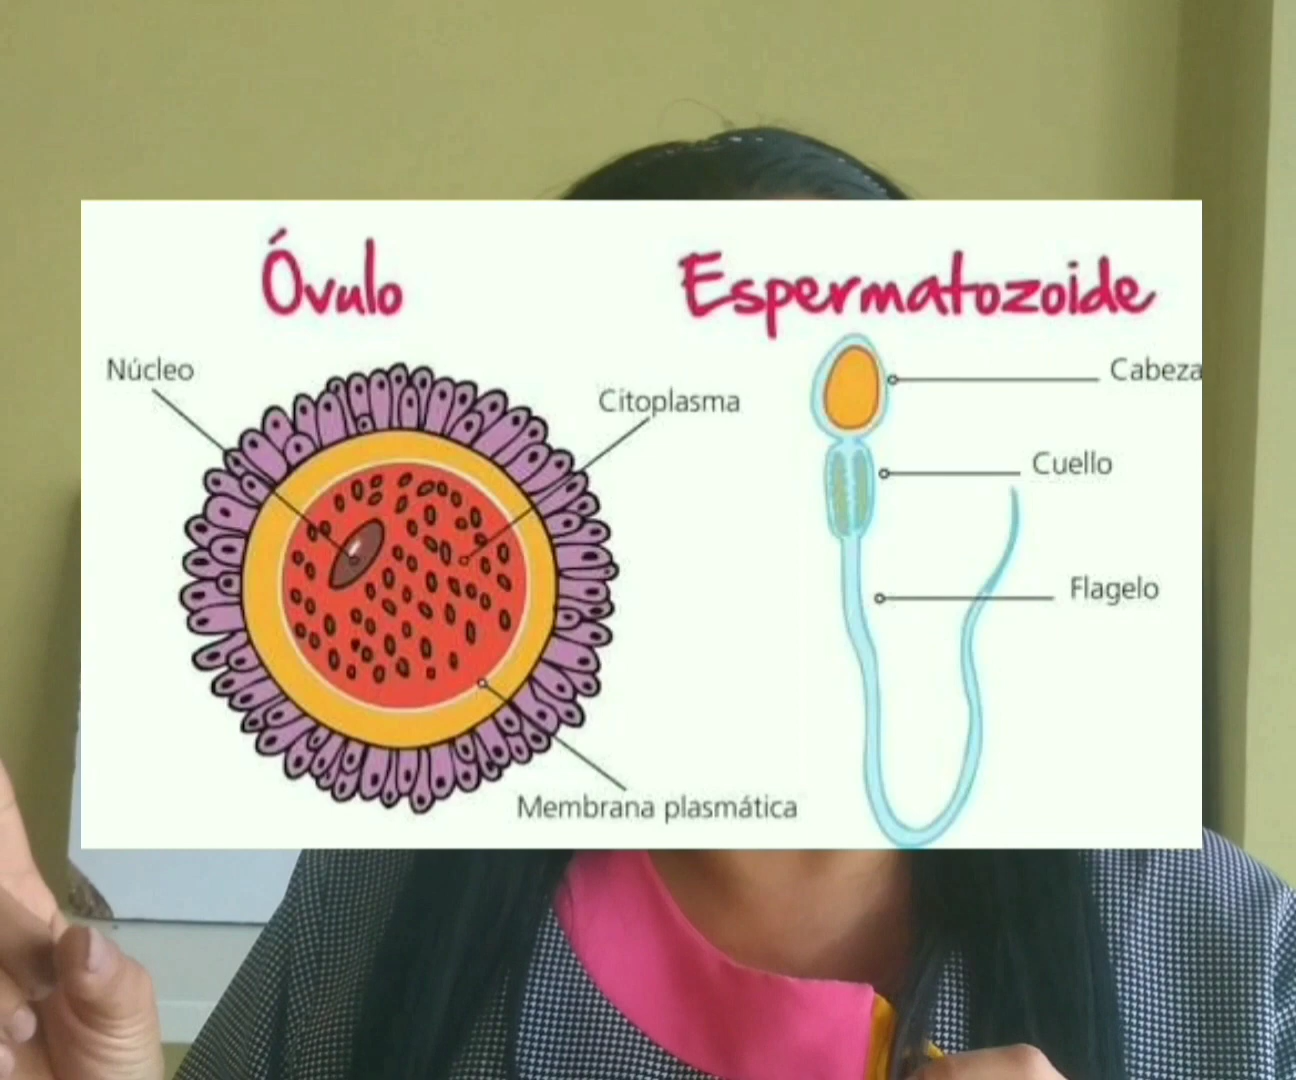 Óvulo
Espermatozoide
Núcleo
Citoplasma
Membrana plasmática
Cabeza
Cuello
Flagelo